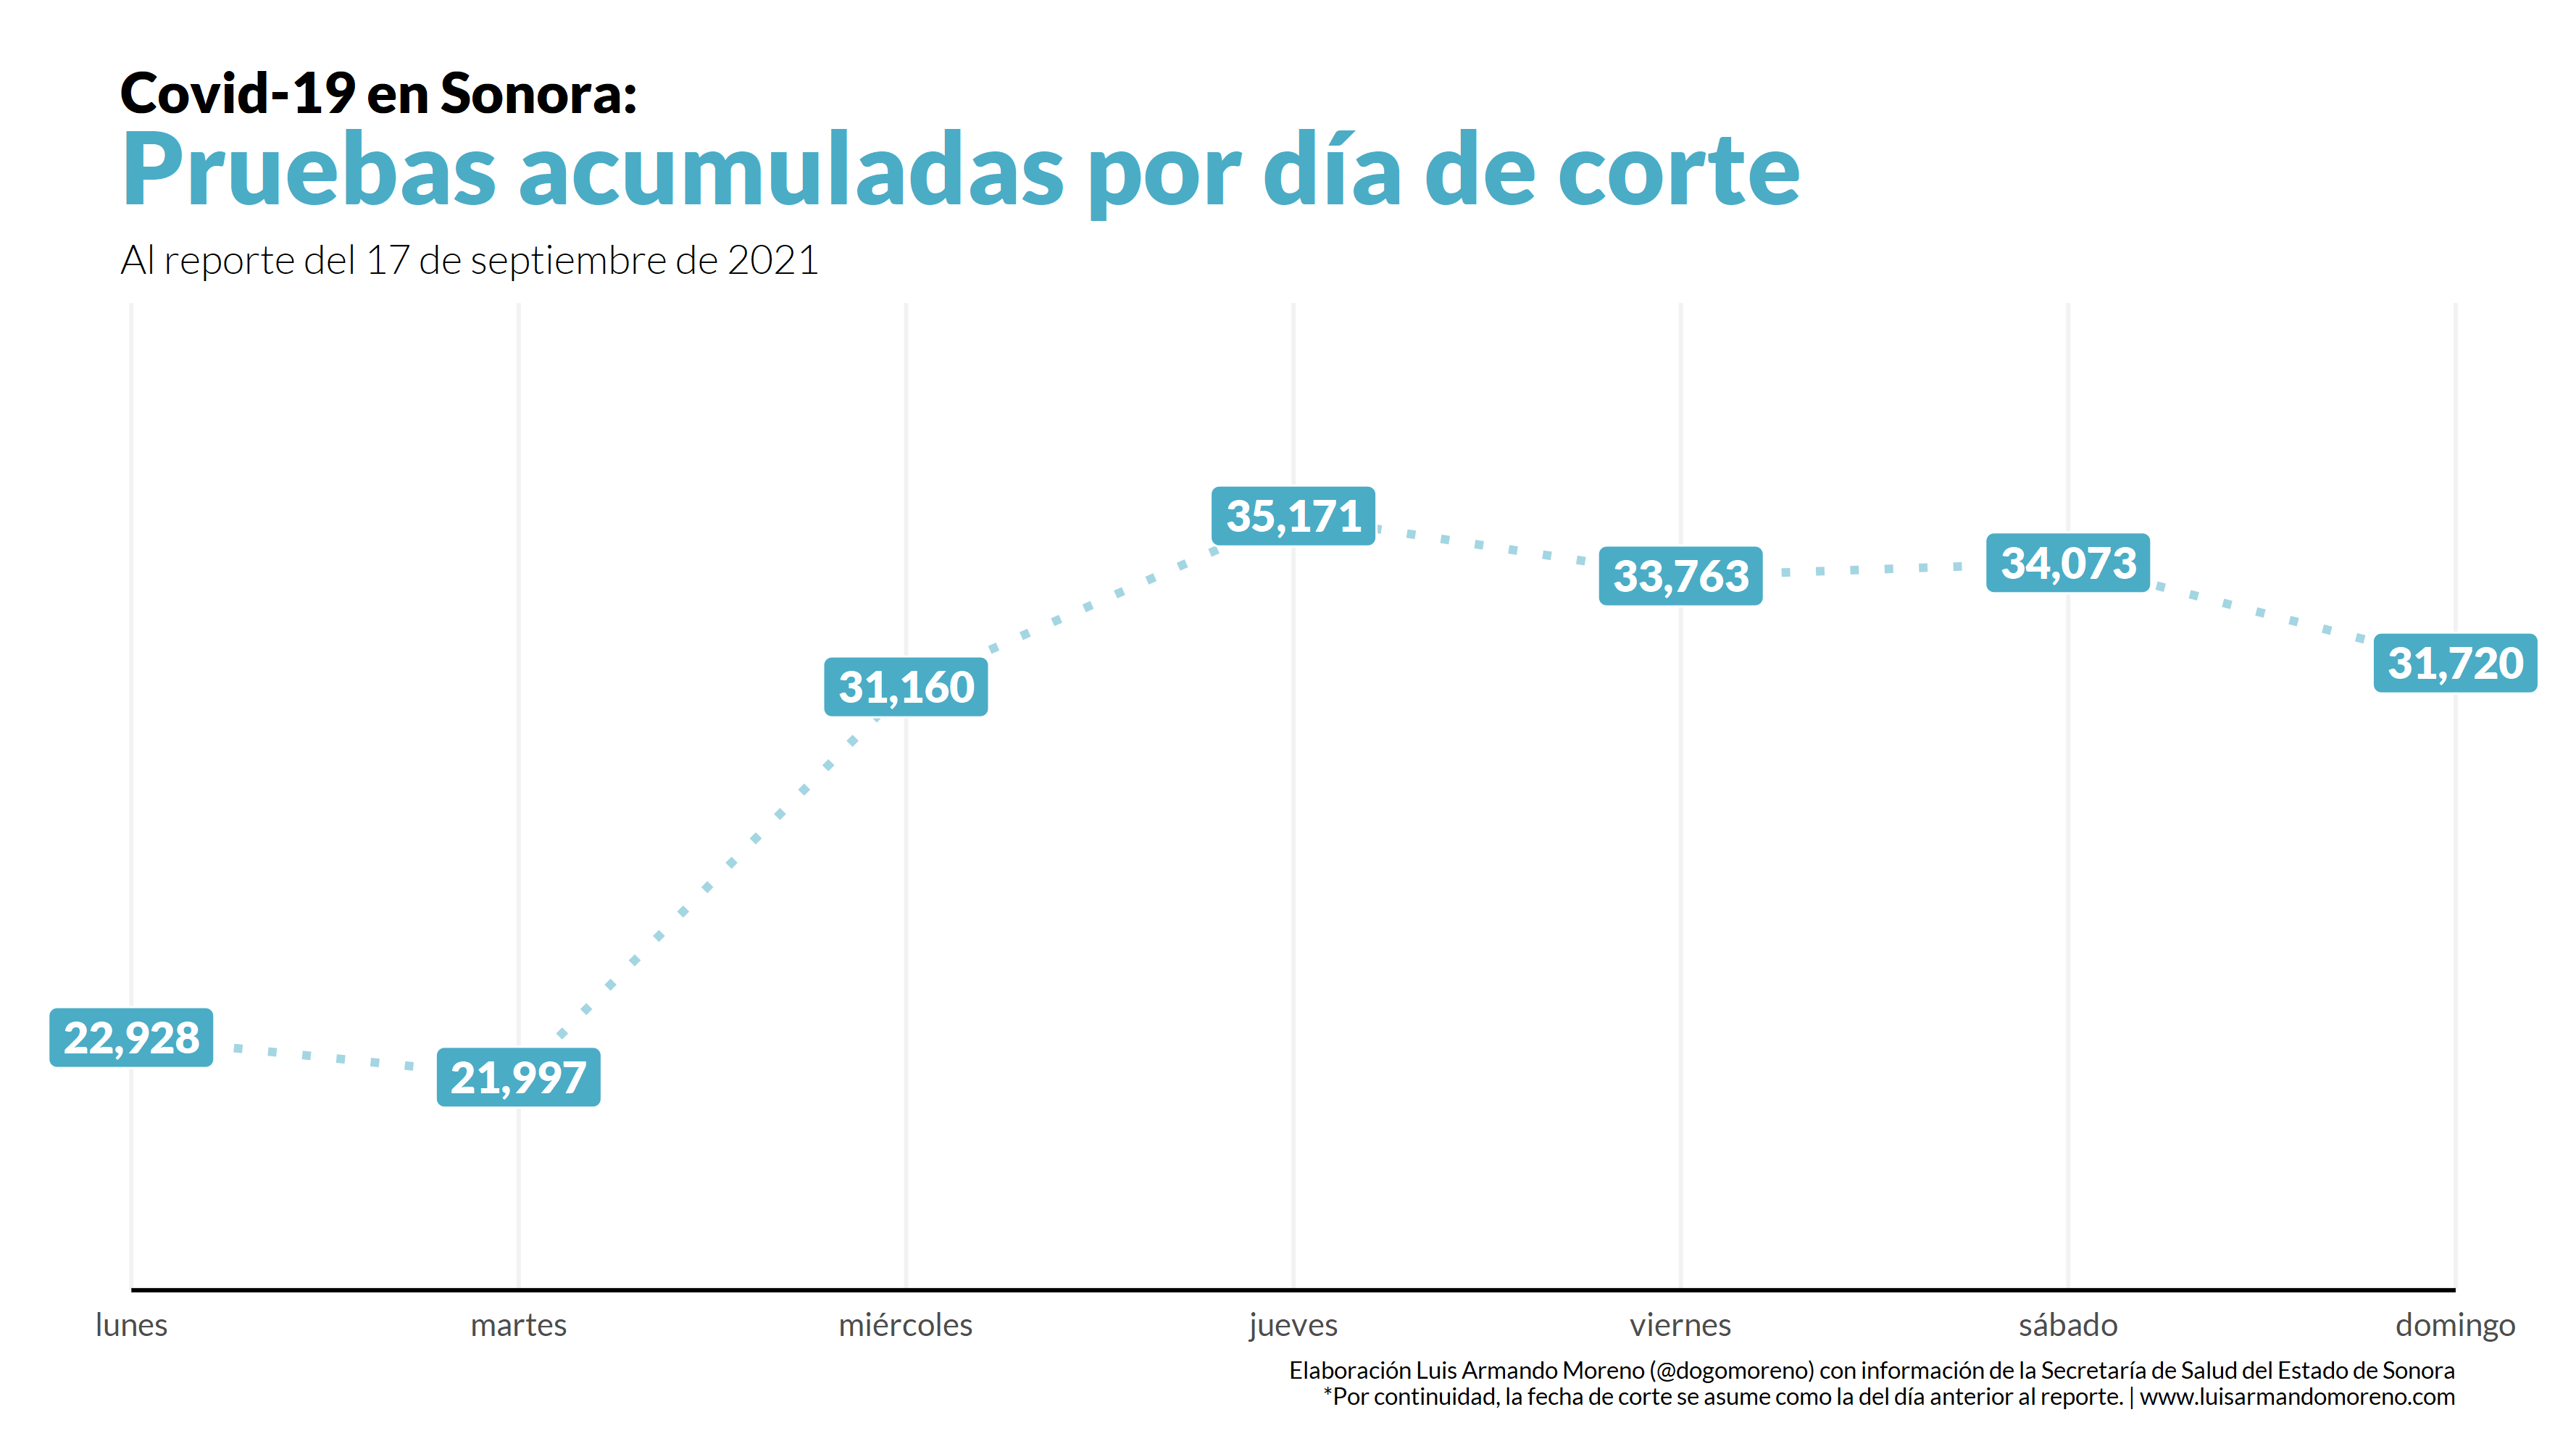 Covid-19 en Sonora:
Pruebas acumuladas por día de corte
Al reporte del 17 de septiembre de 2021
35,171
34,073
33,763
31,720
31,160
22,928
21,997
lunes martes miércoles jueves viernes sábado domingo
Elaboración Luis Armando Moreno (@dogomoreno) con información de la Secretaría de Salud del Estado de Sonora
*Por continuidad, la fecha de corte se asume como la del día anterior al reporte. | www.luisarmandomoreno.com